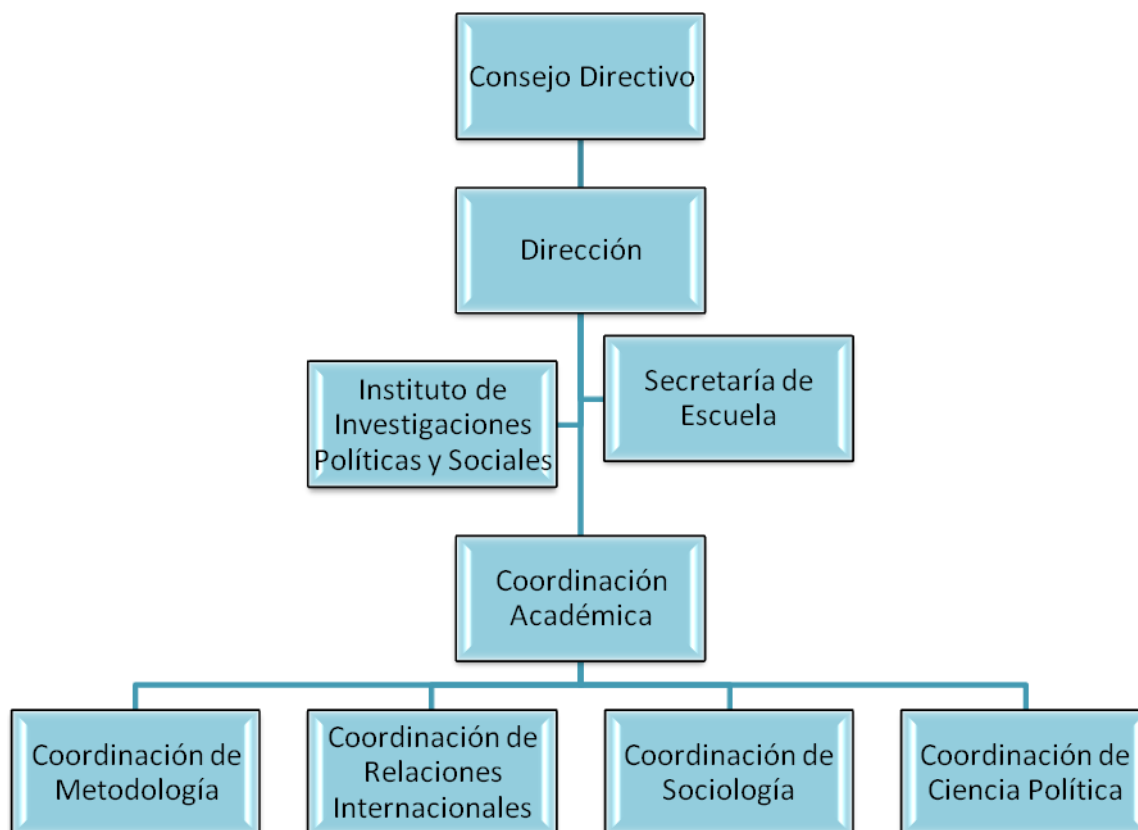 Consejo Directivo
Dirección
Instituto de
Investigaciones
Políticas y Sociales
Secretaría de
Escuela
Coordinación
Académica
Coordinación de
Metodología
Coordinación de
Relaciones
Internacionales
Coordinación de
Sociología
Coordinación de
Ciencia Política